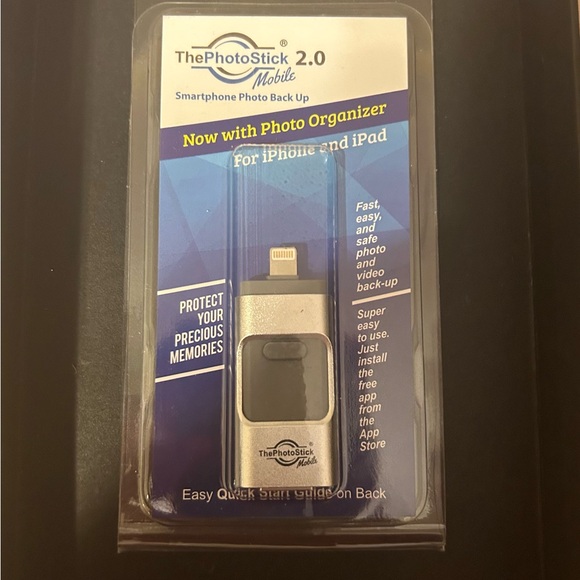 ThePhotoStick® 2.0
Mobile
Smartphone Photo Back Up
Now with Photo Organizer
For iPhone and iPad
Fast,
easy,
and
safe
photo
and
video
back-up
PROTECT
YOUR
PRECIOUS
MEMORIES
Super
easy
to use.
Just
install
the
free
app
from
the
App
Store
ThePhotoStick®
Mobile
Easy Quick Start Guide on Back